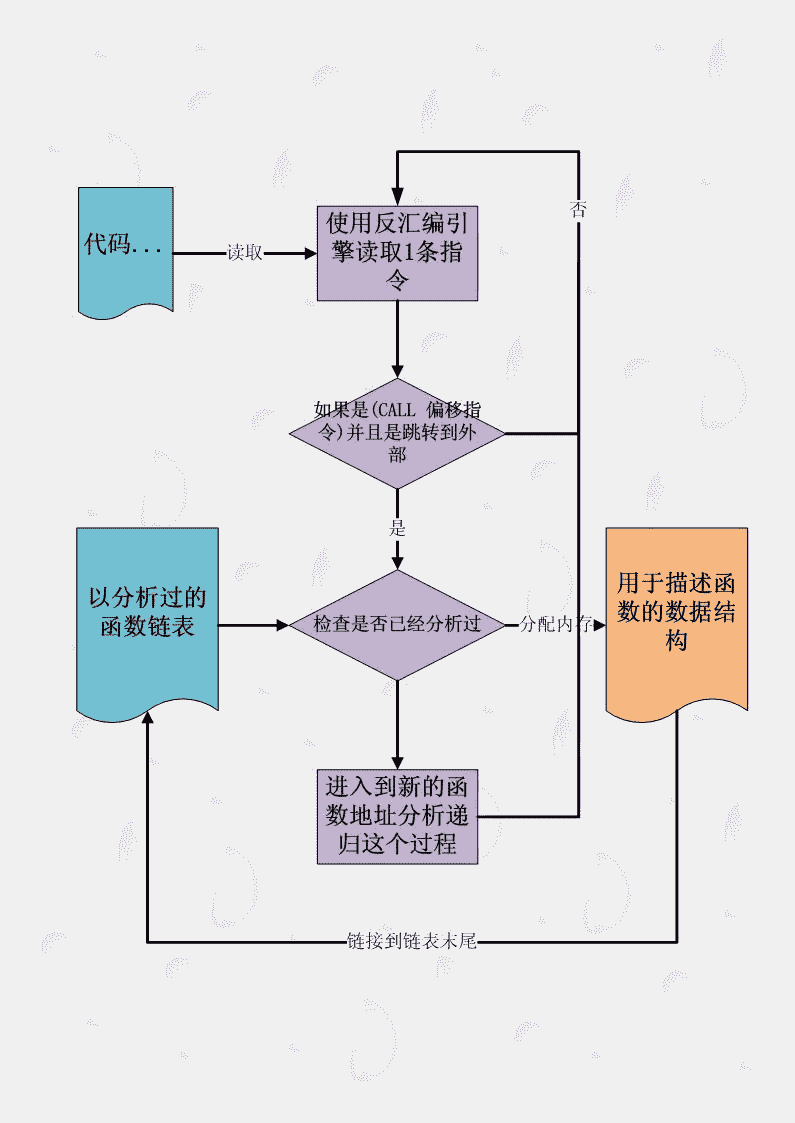 否
使用反汇编引
擎读取1条指
令
代码...
读取
如果是(CALL 偏移指
令)并且是跳转到外
部
是
以分析过的
函数链表
检查是否已经分析过
分配内存
用于描述函
数的数据结
构
进入到新的函
数地址分析递
归这个过程
链接到链表末尾